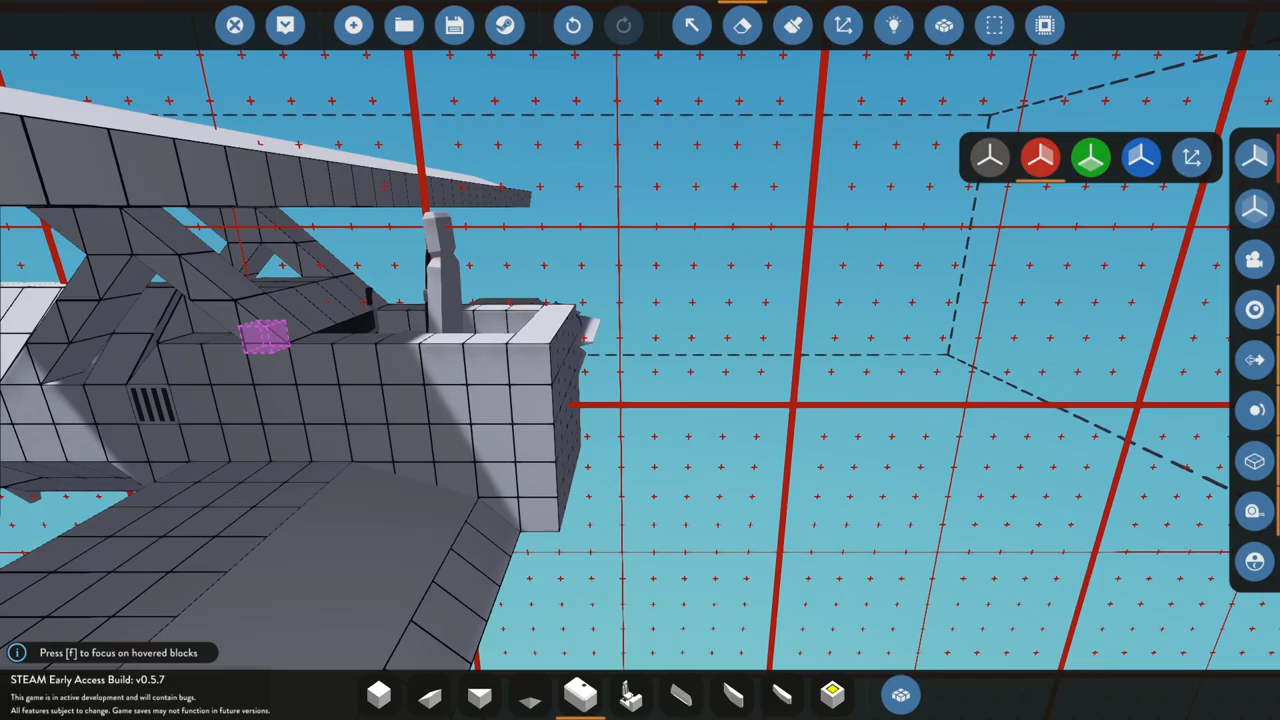 Press [f] to focus on hovered blocks
STEAM Early Access Build: v0.5.7
This game is in active development and will contain bugs.
All features subject to change. Game saves may not function in future versions.